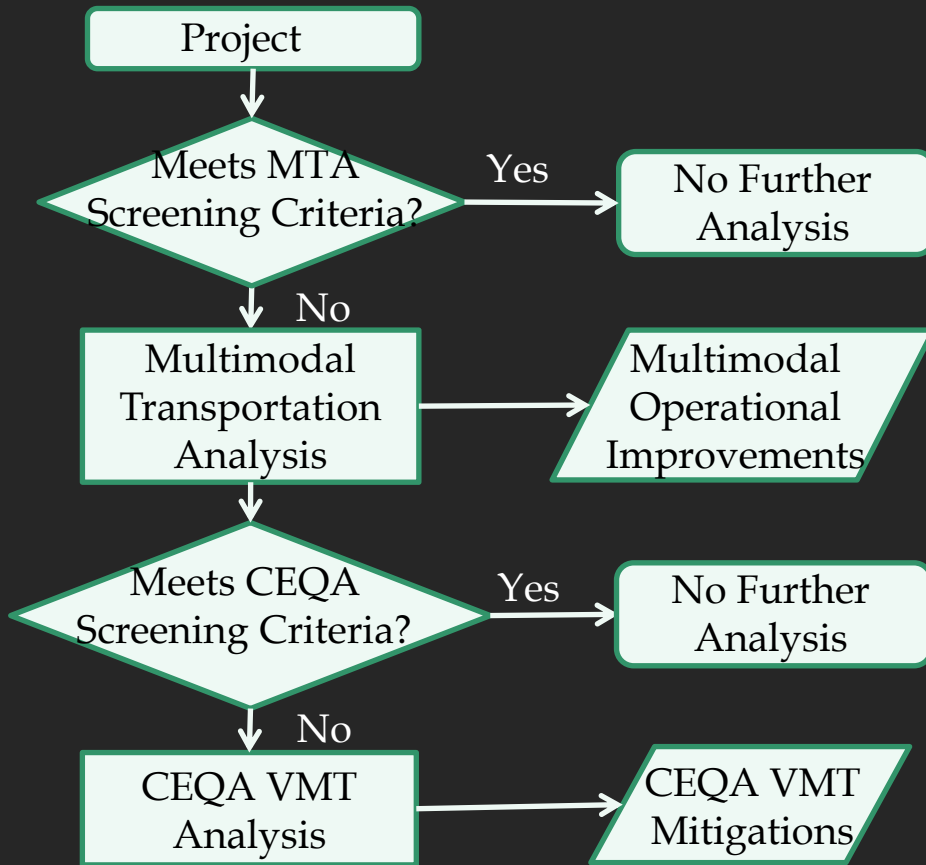 Project
Meets MTA
Screening Criteria?
Yes
No Further
Analysis
No
Multimodal
Transportation
Analysis
Multimodal
Operational
Improvements
Meets CEQA
Screening Criteria?
Yes
No Further
Analysis
No
CEQA VMT
Analysis
CEQA VMT
Mitigations